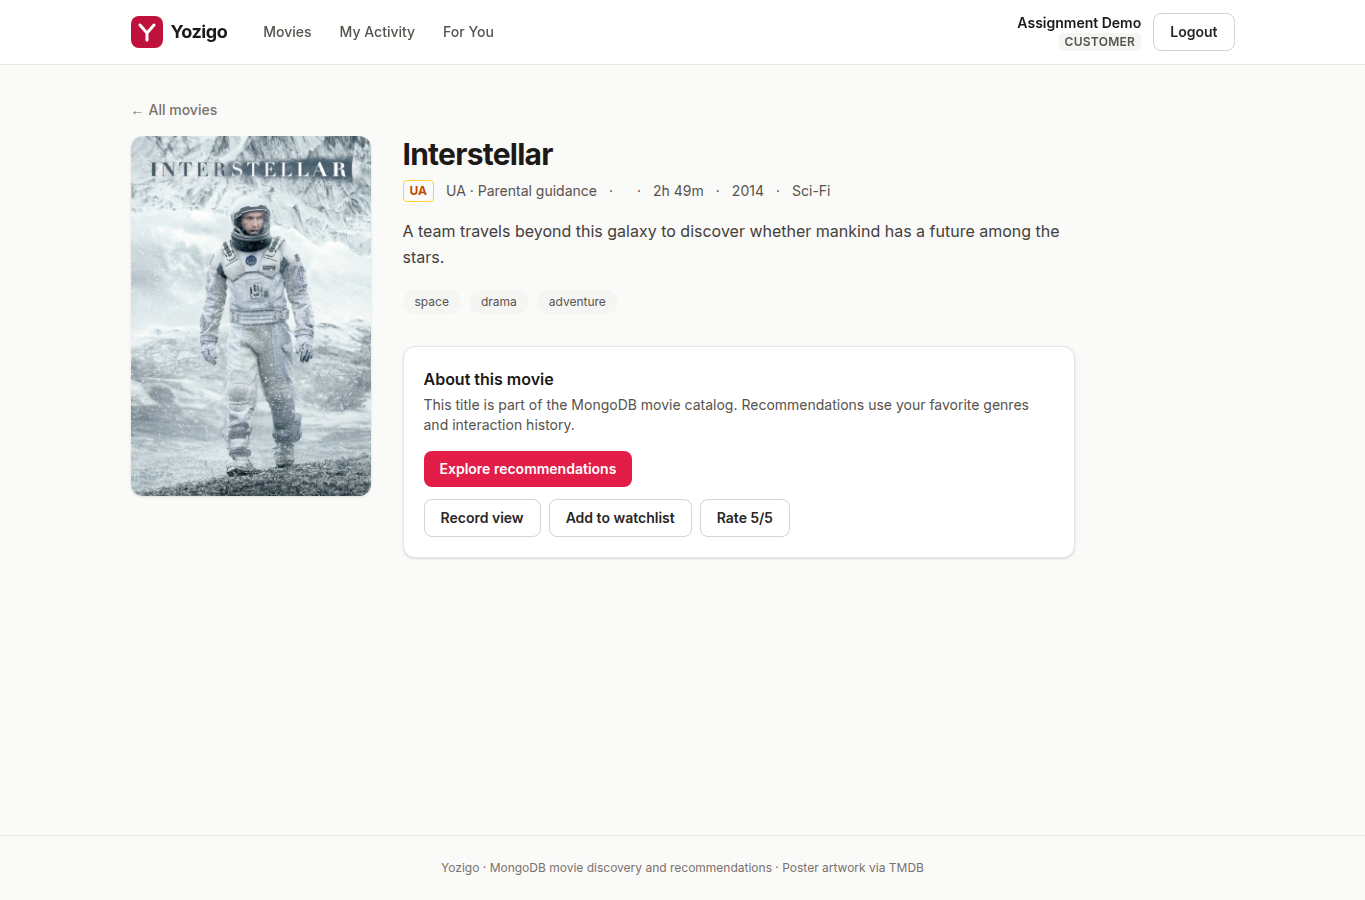 Y Yozigo Movies My Activity For You Assignment Demo Logout
CUSTOMER
← All movies
INTERSTELLAR
Interstellar
UA UA · Parental guidance · · 2h 49m · 2014 · Sci-Fi
A team travels beyond this galaxy to discover whether mankind has a future among the
stars.
space drama adventure
About this movie
This title is part of the MongoDB movie catalog. Recommendations use your favorite genres
and interaction history.
Explore recommendations
Record view Add to watchlist Rate 5/5
Yozigo · MongoDB movie discovery and recommendations · Poster artwork via TMDB